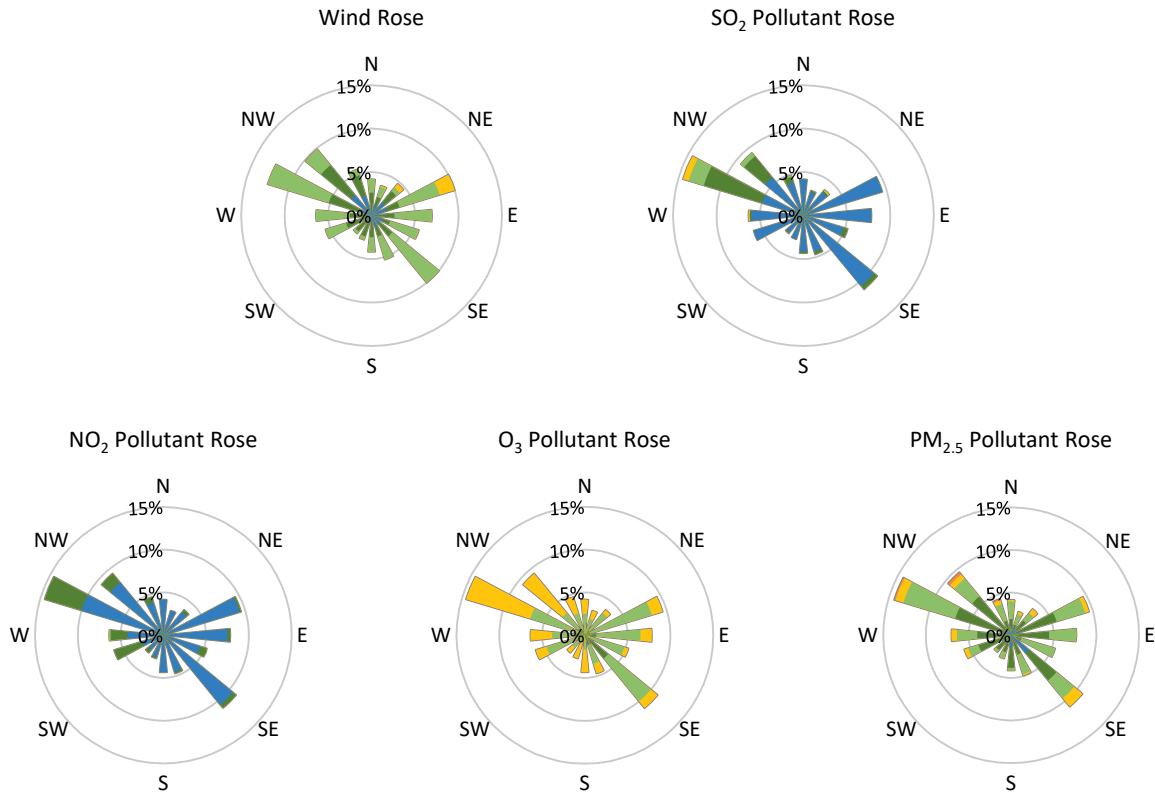 Wind Rose
N
15%
NW
NE
10%
5%
W
0%
E
SW
SE
S
SO2 Pollutant Rose
N
15%
NW
NE
10%
5%
W
0%
E
SW
SE
S
NO2 Pollutant Rose
N
15%
NW
NE
10%
5%
W
0%
E
SW
SE
S
O3 Pollutant Rose
N
15%
NW
NE
10%
5%
W
0%
E
SW
SE
S
PM2.5 Pollutant Rose
N
15%
NW
NE
10%
5%
W
0%
E
SW
SE
S